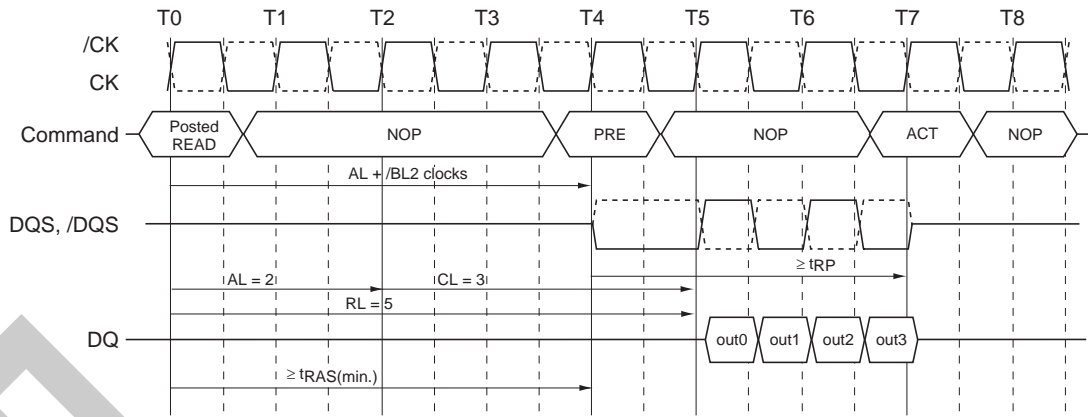 T0 T1 T2 T3 T4 T5 T6 T7 T8
/CK
CK
Command Posted READ NOP PRE NOP ACT NOP
AL + /BL2 clocks
DQS, /DQS
≥ tRP
AL = 2 CL = 3
RL = 5
DQ out0 out1 out2 out3
≥ tRAS(min.)